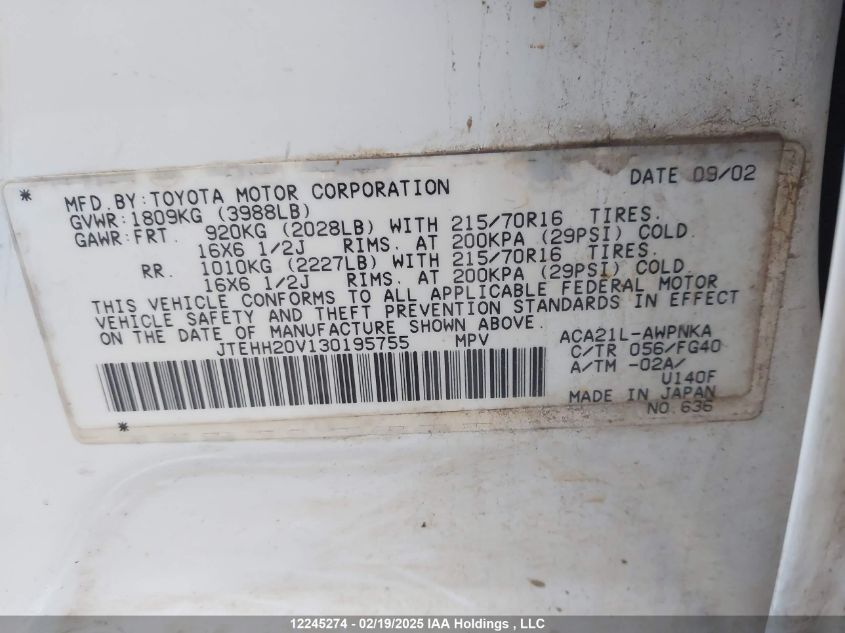 MFD. BY: TOYOTA MOTOR CORPORATION DATE 09/02
GVWR: 1809KG (3988LB)
GAWR: FRT. 920KG (2028LB) WITH 215/70R16 TIRES.
16X6 1/2J RIMS. AT 200KPA (29PSI) COLD.
RR. 1010KG (2227LB) WITH 215/70R16 TIRES.
16X6 1/2J RIMS. AT 200KPA (29PSI) COLD.
THIS VEHICLE CONFORMS TO ALL APPLICABLE FEDERAL MOTOR
VEHICLE SAFETY AND THEFT PREVENTION STANDARDS IN EFFECT
ON THE DATE OF MANUFACTURE SHOWN ABOVE.
JTEHH20V130195755 MPV
ACA21L-AWPNKA
C/TR 056/FG40
A/TM -02A/
U140F
MADE IN JAPAN
NO. 636
12245274 - 02/19/2025 IAA Holdings , LLC